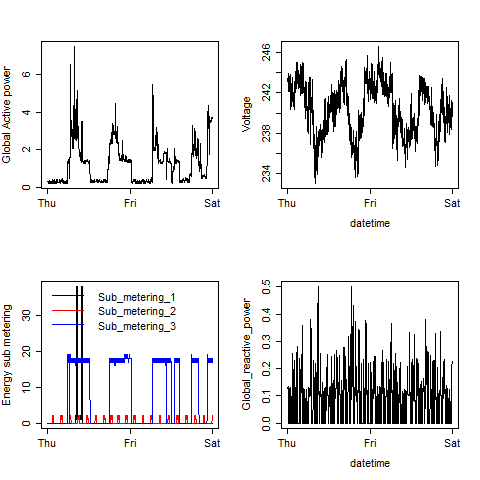 Global Active power
6
4
2
0
Thu
Fri
Sat
Voltage
246
242
238
234
Thu
Fri
Sat
datetime
Energy sub metering
30
20
10
0
Sub_metering_1
Sub_metering_2
Sub_metering_3
Thu
Fri
Sat
Global_reactive_power
0.5
0.4
0.3
0.2
0.1
0.0
Thu
Fri
Sat
datetime